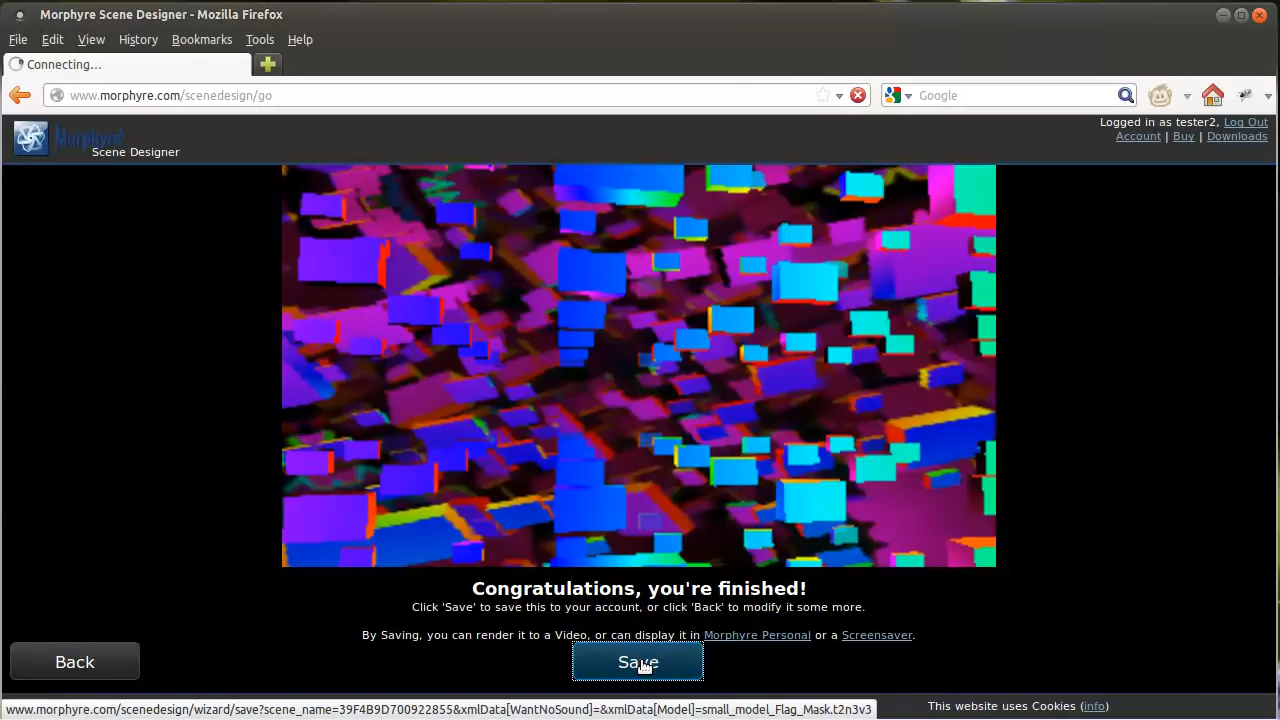 Morphyre Scene Designer - Mozilla Firefox
File Edit View History Bookmarks Tools Help
Connecting...
www.morphyre.com/scenedesign/go
Google
Logged in as tester2, Log Out
Morphyre
Account | Buy | Downloads
Scene Designer
Congratulations, you're finished!
Click 'Save' to save this to your account, or click 'Back' to modify it some more.
By Saving, you can render it to a Video, or can display it in Morphyre Personal or a Screensaver.
Back
Save
www.morphyre.com/scenedesign/wizard/save?scene_name=39F4B9D700922855&xmlData[WantNoSound]=&xmlData[Model]=small_model_Flag_Mask.t2n3v3
This website uses Cookies (info)